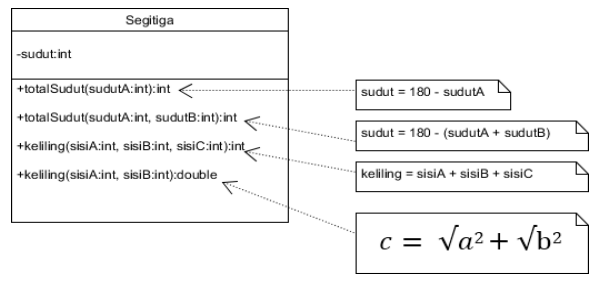 Segitiga
-sudut:int
+totalSudut(sudutA:int):int
+totalSudut(sudutA:int, sudutB:int):int
+keliling(sisiA:int, sisiB:int, sisiC:int):int
+keliling(sisiA:int, sisiB:int):double
sudut = 180 - sudutA
sudut = 180 - (sudutA + sudutB)
keliling = sisiA + sisiB + sisiC
c = √a² + √b²